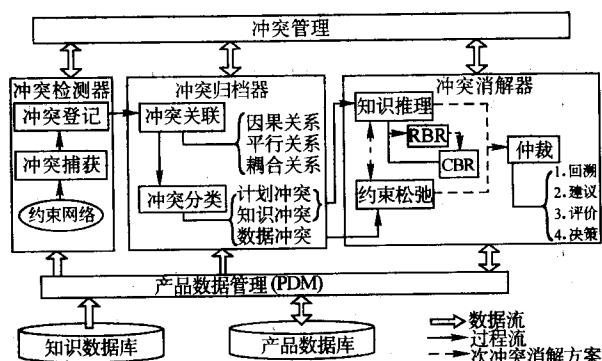 冲突管理
冲突检测器
冲突登记
冲突捕获
约束网络
冲突归档器
冲突关联
因果关系
平行关系
耦合关系
冲突分类
计划冲突
知识冲突
数据冲突
冲突消解器
知识推理
RBR
CBR
约束松弛
仲裁
1. 回溯
2. 建议
3. 评价
4. 决策
产品数据管理(PDM)
知识数据库
产品数据库
数据流
过程流
次冲突消解方案